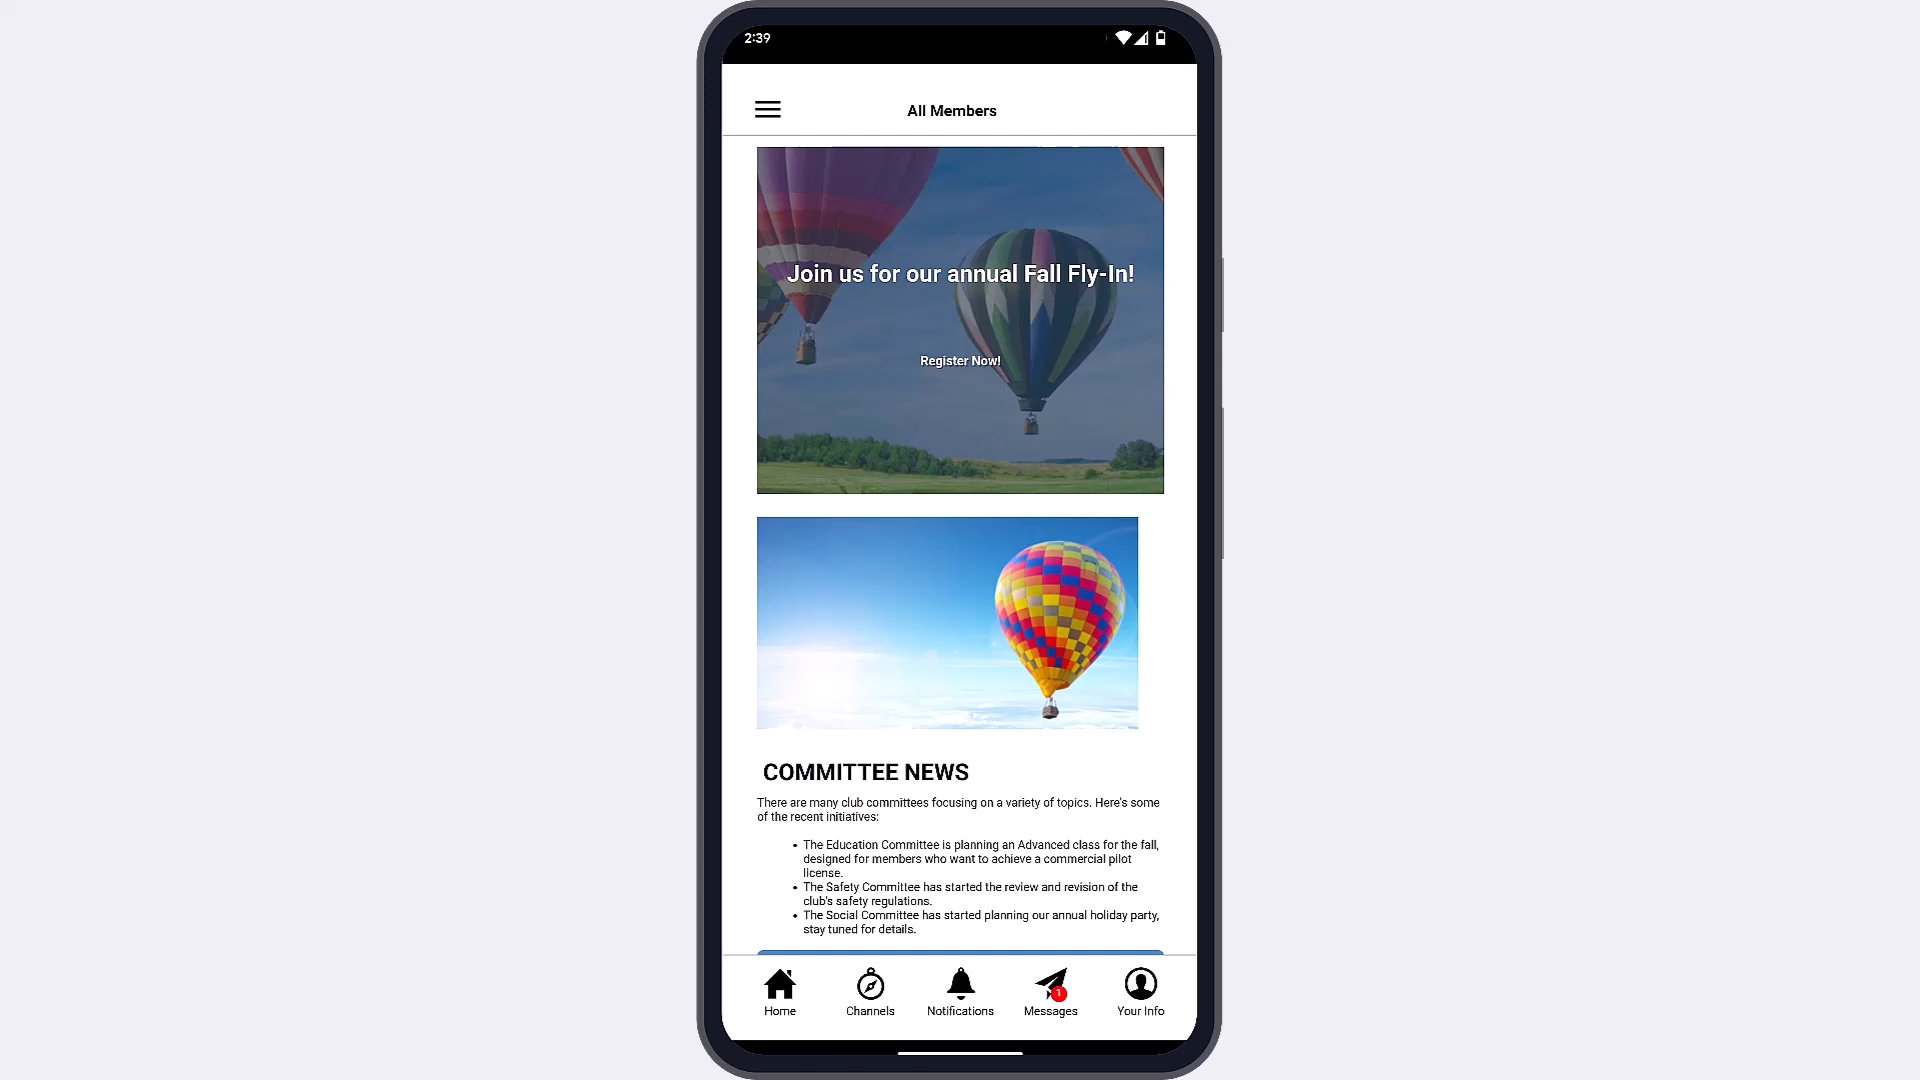 2:39
All Members
Join us for our annual Fall Fly-In!
Register Now!
COMMITTEE NEWS
There are many club committees focusing on a variety of topics. Here's some
of the recent initiatives:
• The Education Committee is planning an Advanced class for the fall,
designed for members who want to achieve a commercial pilot
license.
• The Safety Committee has started the review and revision of the
club's safety regulations.
• The Social Committee has started planning our annual holiday party,
stay tuned for details.
1
Home Channels Notifications Messages Your Info